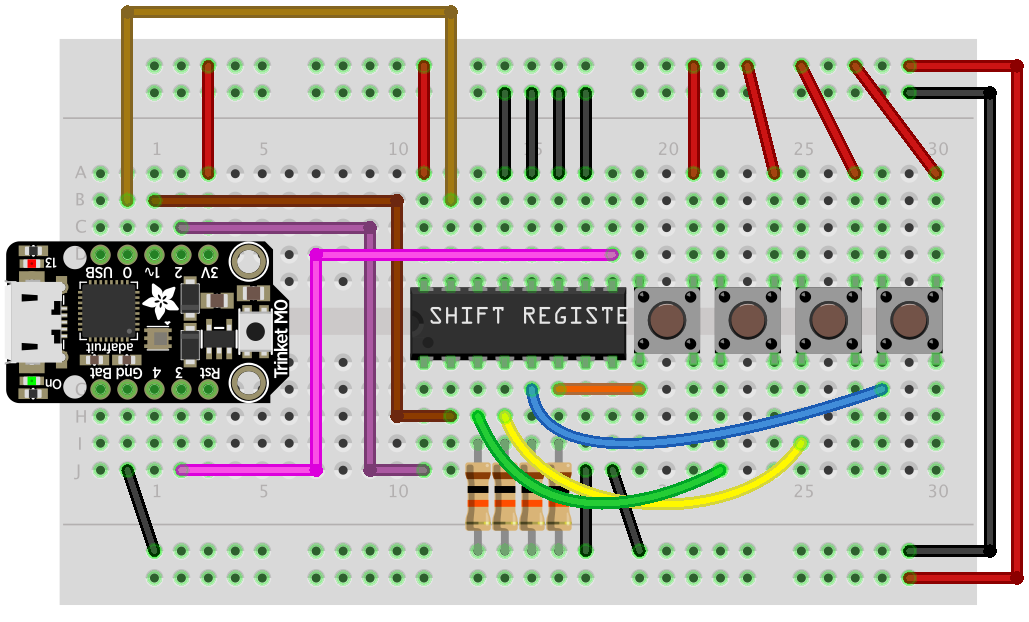 1 5 10 15 20 25 30
A
B
C
13
USB 0 1~ 2 3V
SHIFT REGISTE
adafruit
Trinket M0
On
Bat Gnd 4 3 Rst
H
I
J
1 5 10 25 30